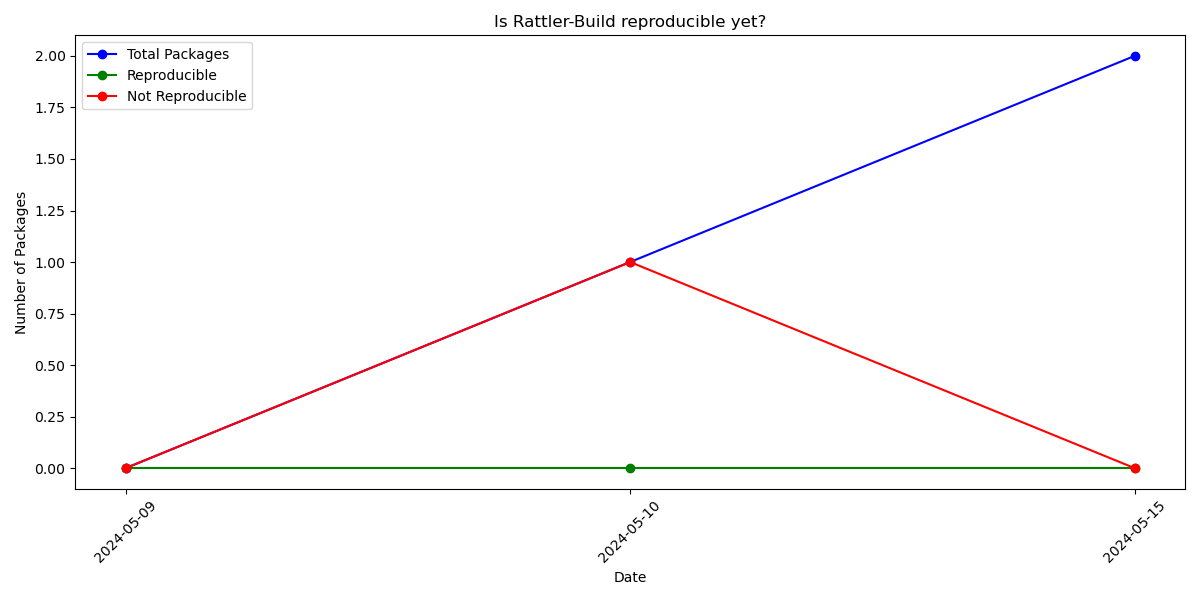 Is Rattler-Build reproducible yet?
Total Packages
Reproducible
Not Reproducible
2.00
1.75
1.50
1.25
1.00
0.75
0.50
0.25
0.00
Number of Packages
2024-05-09
2024-05-10
2024-05-15
Date